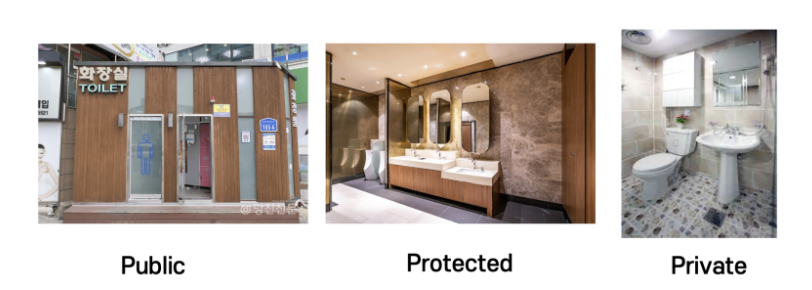 화장실
TOILET
Public
Protected
Private